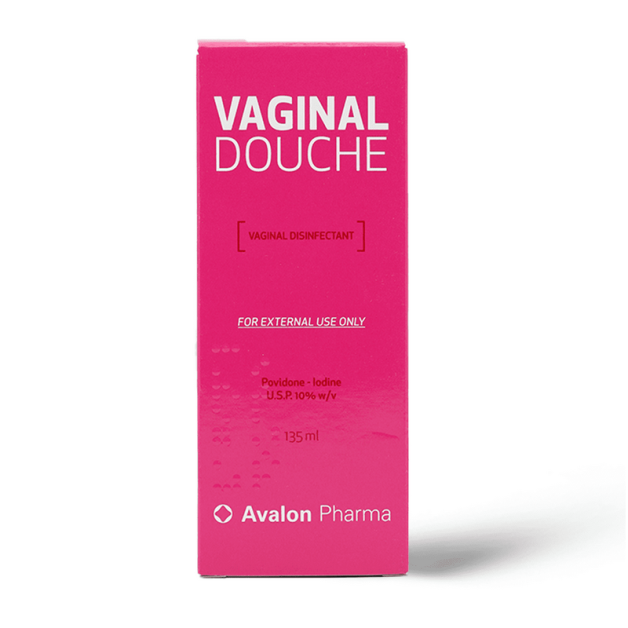 VAGINAL
DOUCHE
VAGINAL DISINFECTANT
FOR EXTERNAL USE ONLY
Povidone - Iodine
U.S.P. 10% w/v
135 ml
Avalon Pharma